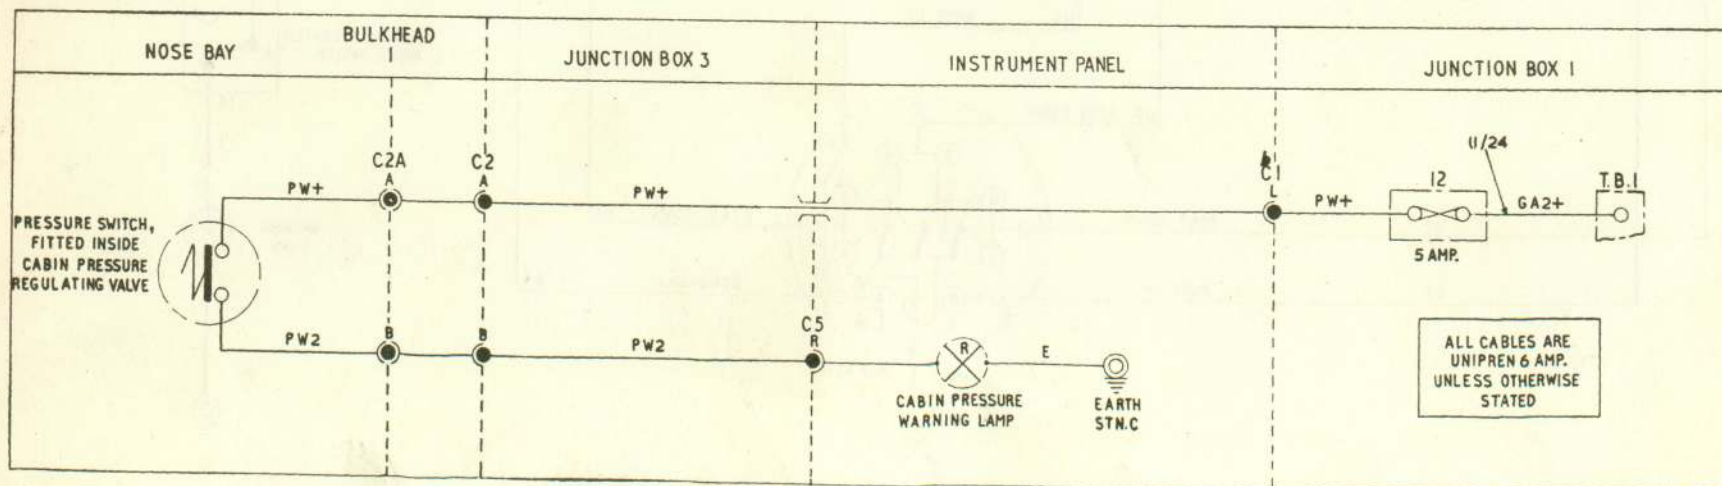 NOSE BAY
BULKHEAD
JUNCTION BOX 3
INSTRUMENT PANEL
JUNCTION BOX 1
C2A
A
C2
A
PW+
PW+
C1
L
PW+
12
5 AMP.
11/24
GA2+
T.B.1
PRESSURE SWITCH,
FITTED INSIDE
CABIN PRESSURE
REGULATING VALVE
PW2
B
B
PW2
C5
R
R
E
CABIN PRESSURE
WARNING LAMP
EARTH
STN.C
ALL CABLES ARE
UNIPREN 6 AMP.
UNLESS OTHERWISE
STATED